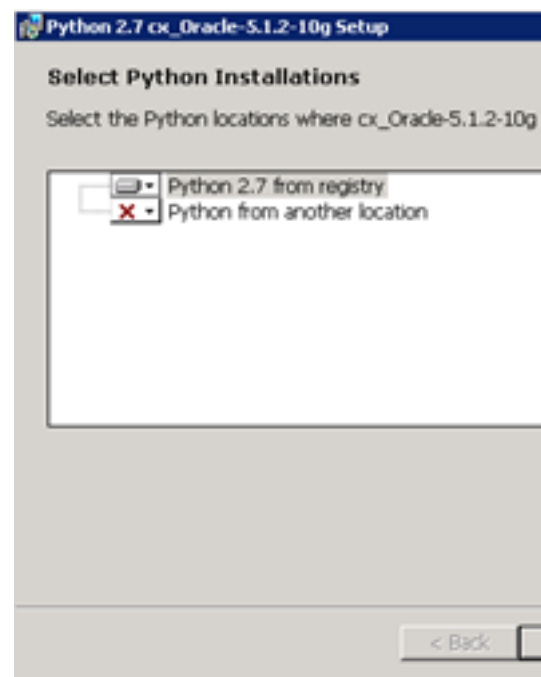 Python 2.7 cx_Oracle-5.1.2-10g Setup
Select Python Installations
Select the Python locations where cx_Oracle-5.1.2-10g
Python 2.7 from registry
Python from another location
< Back